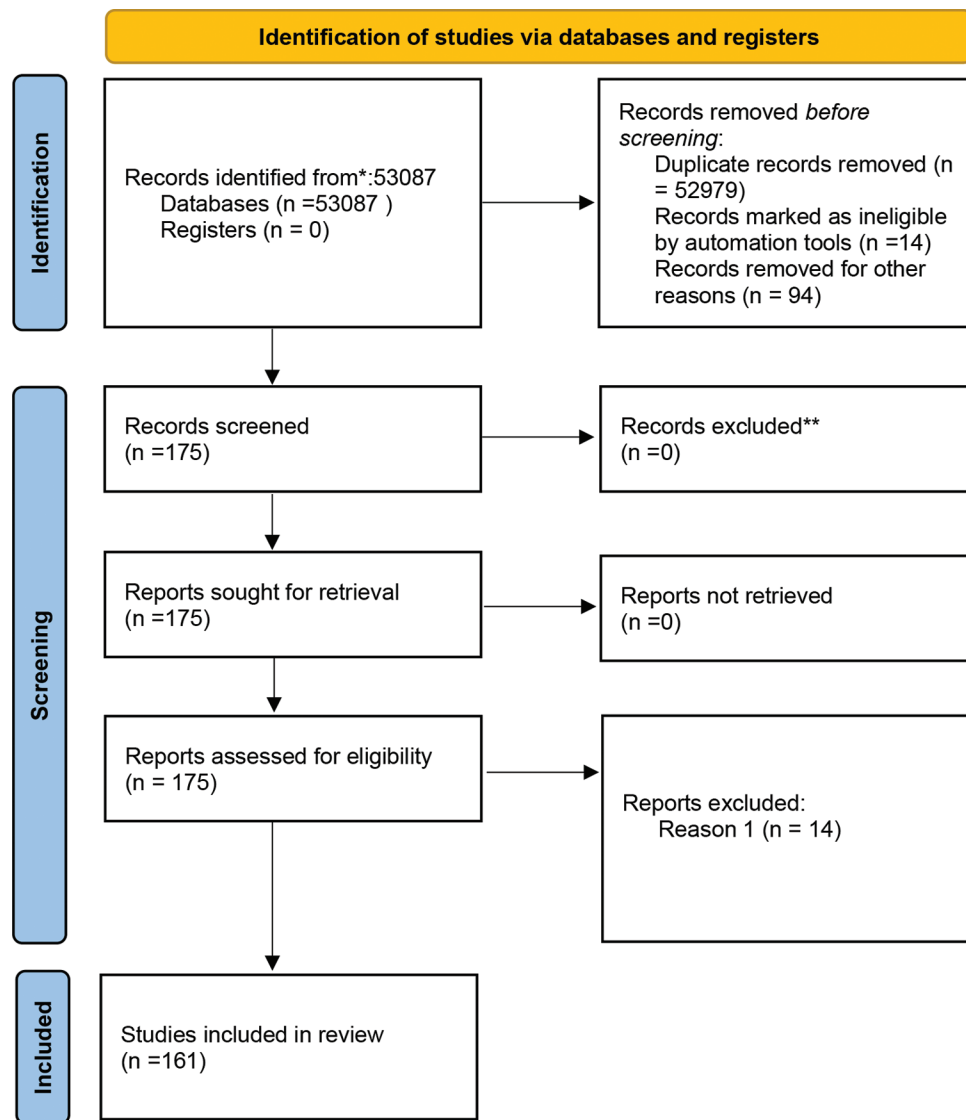 Identification of studies via databases and registers
Identification
Records identified from*:53087
Databases (n =53087 )
Registers (n = 0)
Records removed before
screening:
Duplicate records removed (n
= 52979)
Records marked as ineligible
by automation tools (n =14)
Records removed for other
reasons (n = 94)
Screening
Records screened
(n =175)
Records excluded**
(n =0)
Reports sought for retrieval
(n =175)
Reports not retrieved
(n =0)
Reports assessed for eligibility
(n = 175)
Reports excluded:
Reason 1 (n = 14)
Included
Studies included in review
(n =161)